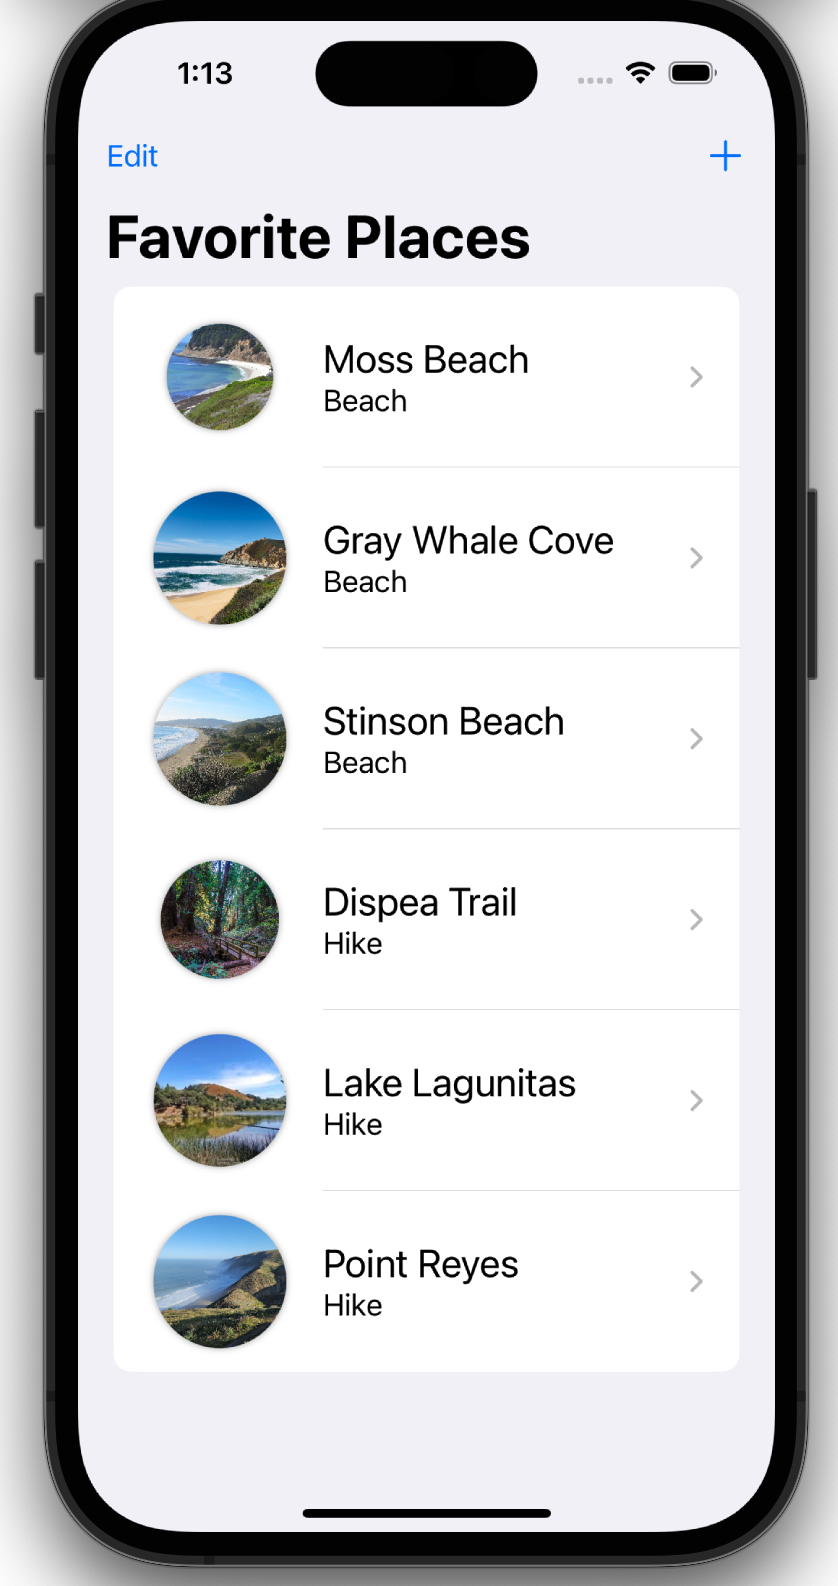 1:13
Edit
Favorite Places
Moss Beach
Beach
Gray Whale Cove
Beach
Stinson Beach
Beach
Dispea Trail
Hike
Lake Lagunitas
Hike
Point Reyes
Hike